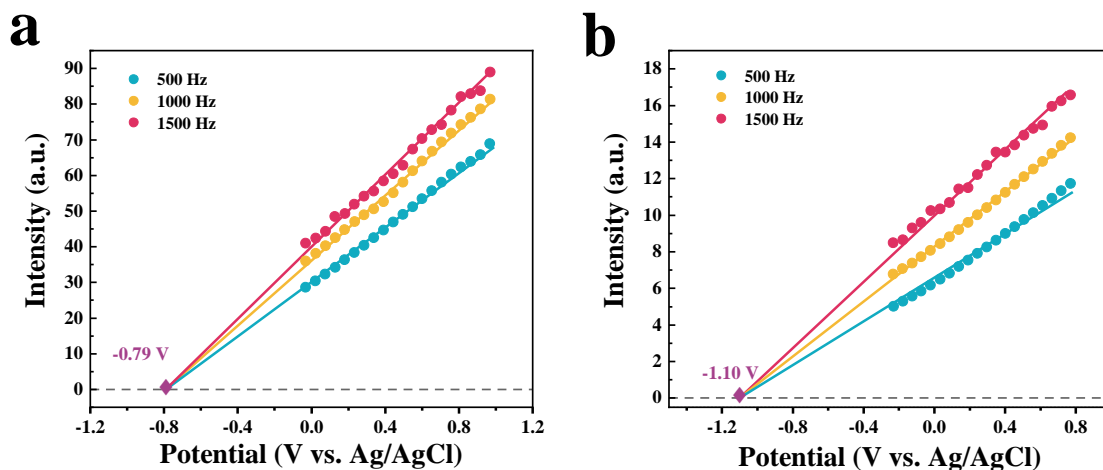 a
90
80
70
60
50
40
30
20
10
0
Intensity (a.u.)
500 Hz
1000 Hz
1500 Hz
-0.79 V
-1.2 -0.8 -0.4 0.0 0.4 0.8 1.2
Potential (V vs. Ag/AgCl)
b
18
16
14
12
10
8
6
4
2
0
Intensity (a.u.)
500 Hz
1000 Hz
1500 Hz
-1.10 V
-1.2 -0.8 -0.4 0.0 0.4 0.8
Potential (V vs. Ag/AgCl)